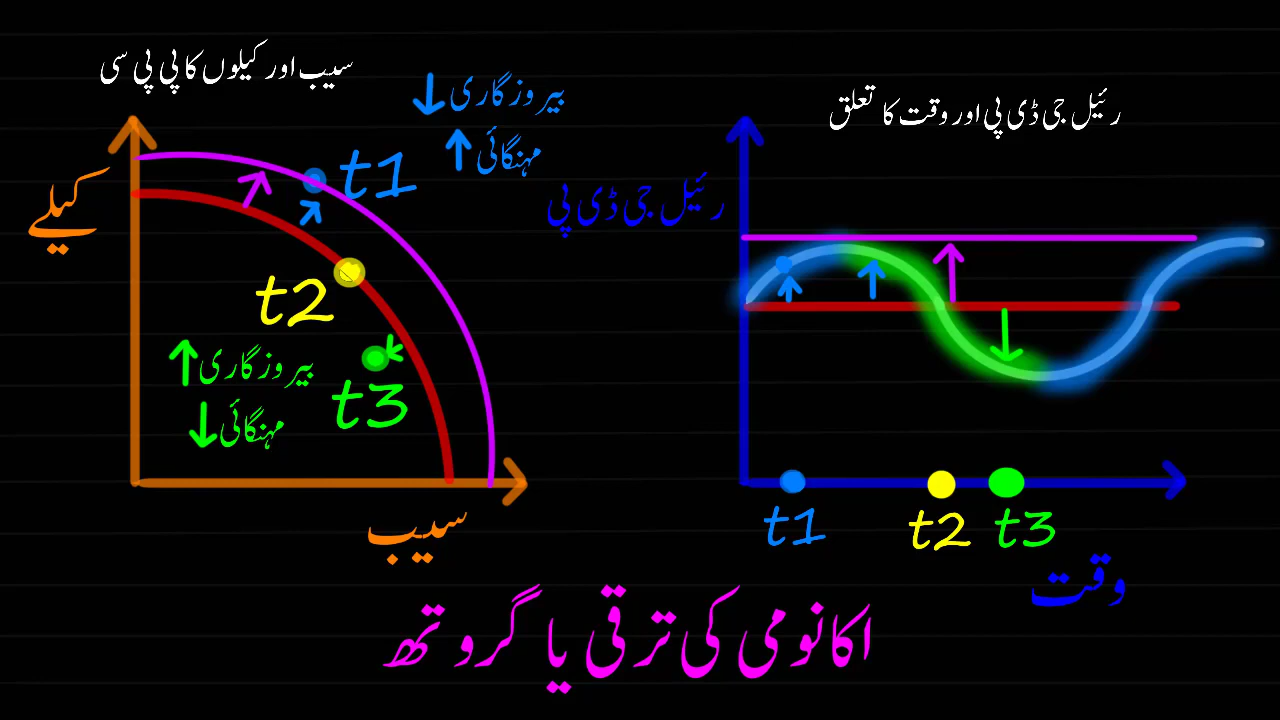 سیب اور کیلوں کا پی پی سی
بیروزگاری
مہنگائی
t1
کیلے
t2
بیروزگاری
مہنگائی
t3
سیب
رئیل جی ڈی پی اور وقت کا تعلق
رئیل جی ڈی پی
t1
t2
t3
وقت
اکانومی کی ترقی یا گروتھ